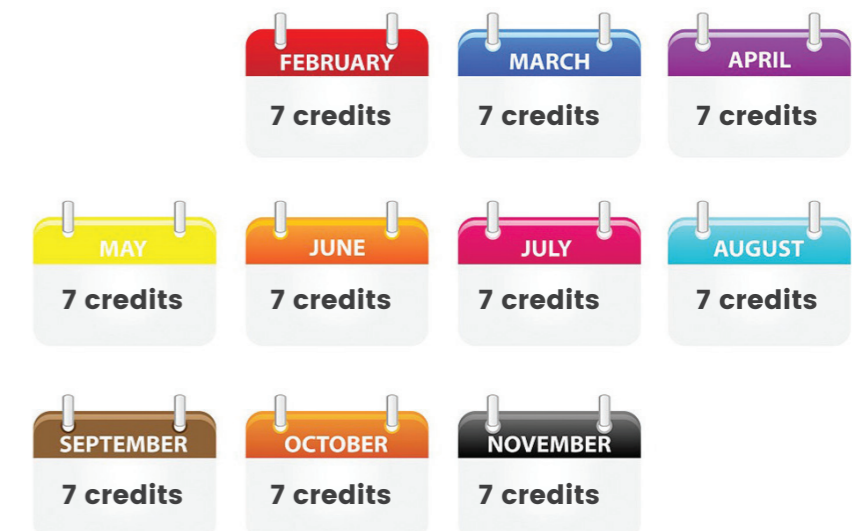 FEBRUARY
7 credits
MARCH
7 credits
APRIL
7 credits
MAY
7 credits
JUNE
7 credits
JULY
7 credits
AUGUST
7 credits
SEPTEMBER
7 credits
OCTOBER
7 credits
NOVEMBER
7 credits